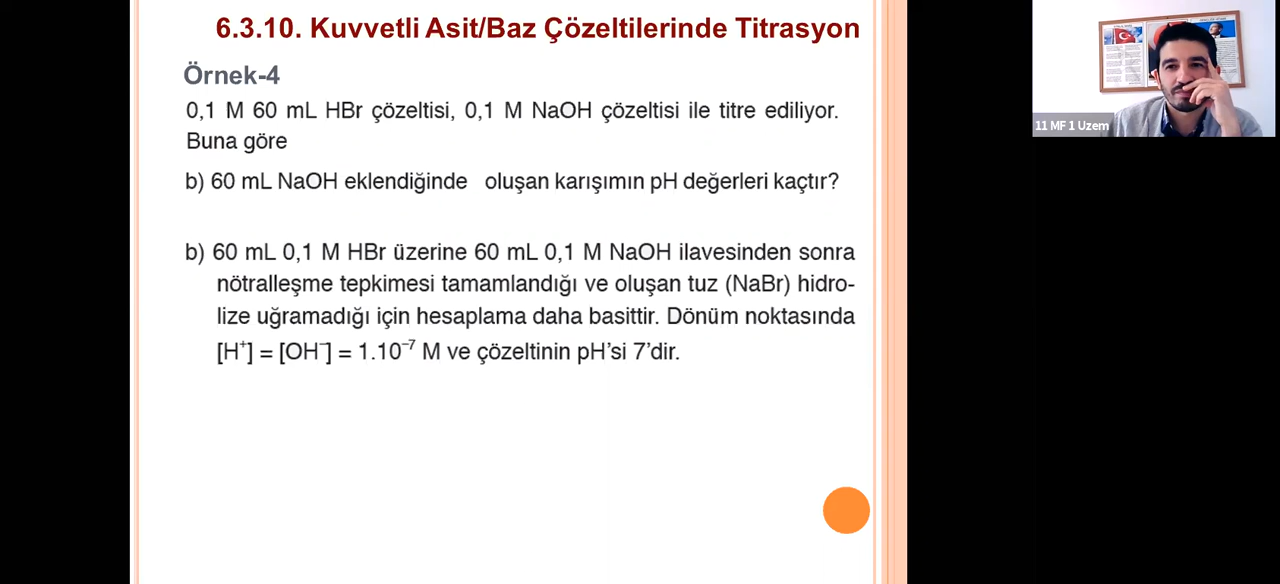 6.3.10. Kuvvetli Asit/Baz Çözeltilerinde Titrasyon
Örnek-4
0,1 M 60 mL HBr çözeltisi, 0,1 M NaOH çözeltisi ile titre ediliyor.
Buna göre
b) 60 mL NaOH eklendiğinde oluşan karışımın pH değerleri kaçtır?
b) 60 mL 0,1 M HBr üzerine 60 mL 0,1 M NaOH ilavesinden sonra
nötralleşme tepkimesi tamamlandığı ve oluşan tuz (NaBr) hidro-
lize uğramadığı için hesaplama daha basittir. Dönüm noktasında
[H⁺] = [OH⁻] = 1.10⁻⁷ M ve çözeltinin pH’si 7’dir.
11 MF 1 Uzem